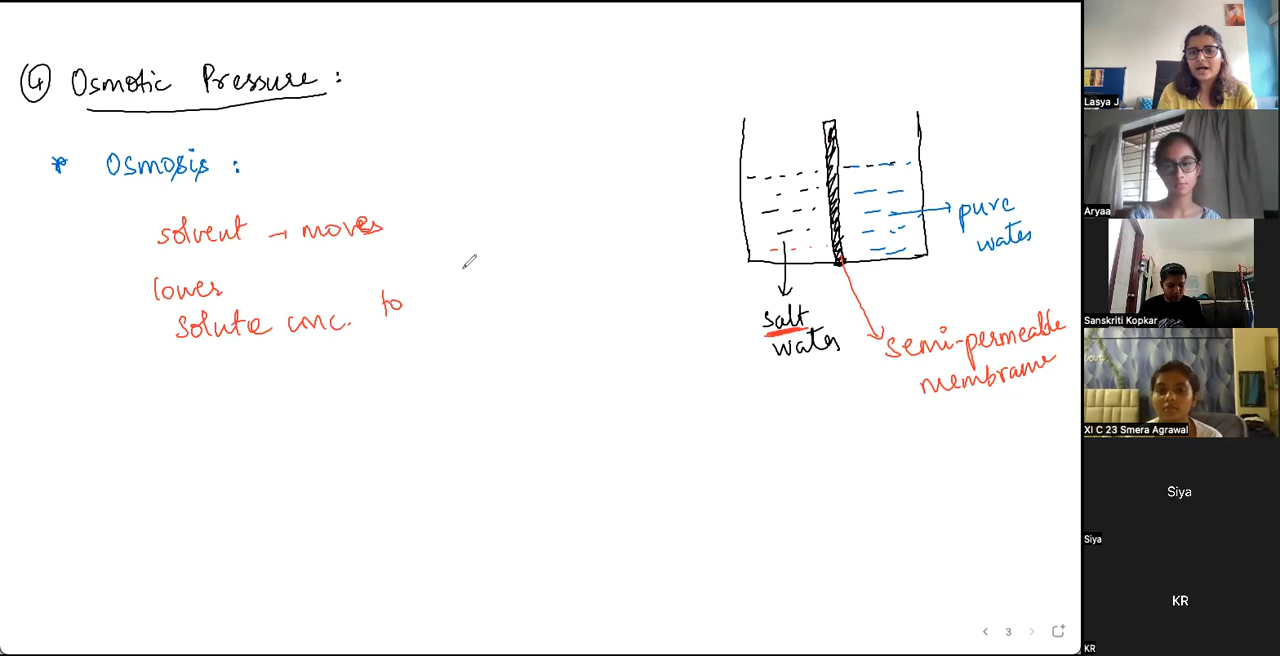 ④ Osmotic Pressure :
* Osmosis :
solvent → moves
lower
solute conc. to
pure
water
salt
water
semi-permeable
membrane
3
Lasya J
Aryaa
Sanskriti Kopkar
XI C 23 Smera Agrawal
Siya
Siya
KR
KR